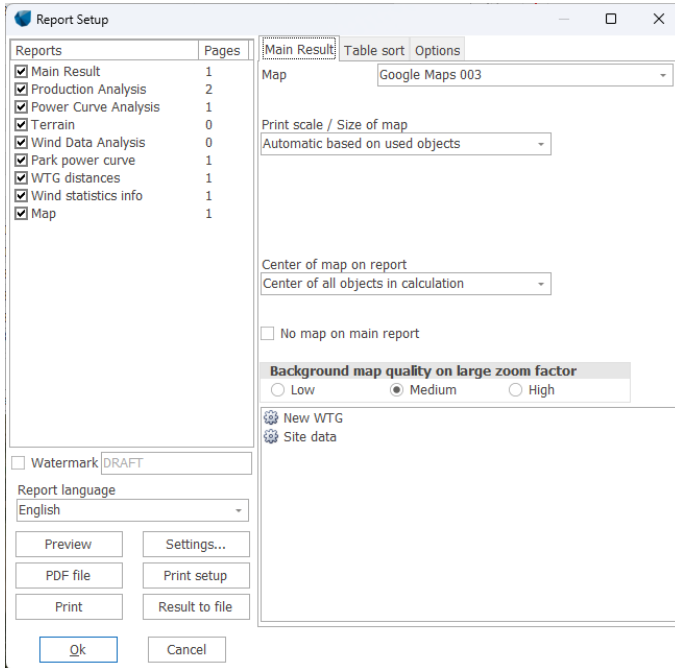 Report Setup
Reports Pages
Main Result 1
Production Analysis 2
Power Curve Analysis 1
Terrain 0
Wind Data Analysis 0
Park power curve 1
WTG distances 1
Wind statistics info 1
Map 1
Watermark DRAFT
Report language
English
Preview Settings...
PDF file Print setup
Print Result to file
Ok Cancel
Main Result Table sort Options
Map Google Maps 003
Print scale / Size of map
Automatic based on used objects
Center of map on report
Center of all objects in calculation
No map on main report
Background map quality on large zoom factor
Low Medium High
New WTG
Site data